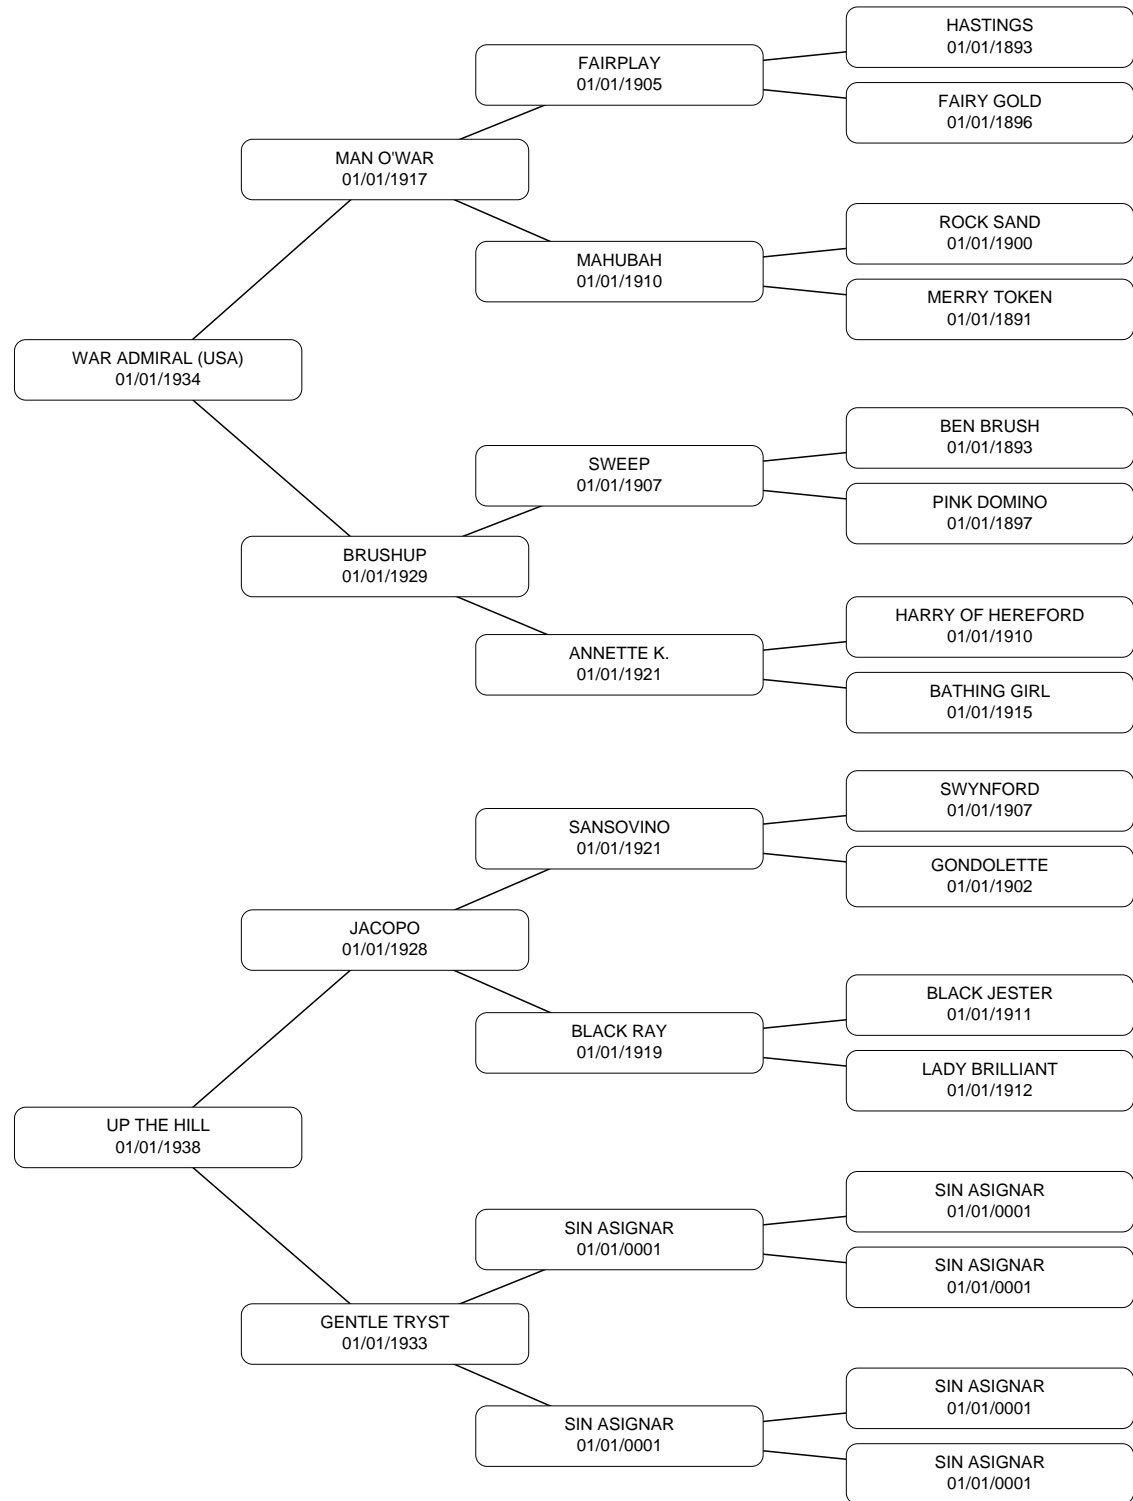 HASTINGS
01/01/1893
FAIRPLAY
01/01/1905
FAIRY GOLD
01/01/1896
MAN O'WAR
01/01/1917
ROCK SAND
01/01/1900
MAHUBAH
01/01/1910
MERRY TOKEN
01/01/1891
WAR ADMIRAL (USA)
01/01/1934
BEN BRUSH
01/01/1893
SWEEP
01/01/1907
PINK DOMINO
01/01/1897
BRUSHUP
01/01/1929
HARRY OF HEREFORD
01/01/1910
ANNETTE K.
01/01/1921
BATHING GIRL
01/01/1915
SWYNFORD
01/01/1907
SANSOVINO
01/01/1921
GONDOLETTE
01/01/1902
JACOPO
01/01/1928
BLACK JESTER
01/01/1911
BLACK RAY
01/01/1919
LADY BRILLIANT
01/01/1912
UP THE HILL
01/01/1938
SIN ASIGNAR
01/01/0001
SIN ASIGNAR
01/01/0001
SIN ASIGNAR
01/01/0001
GENTLE TRYST
01/01/1933
SIN ASIGNAR
01/01/0001
SIN ASIGNAR
01/01/0001
SIN ASIGNAR
01/01/0001